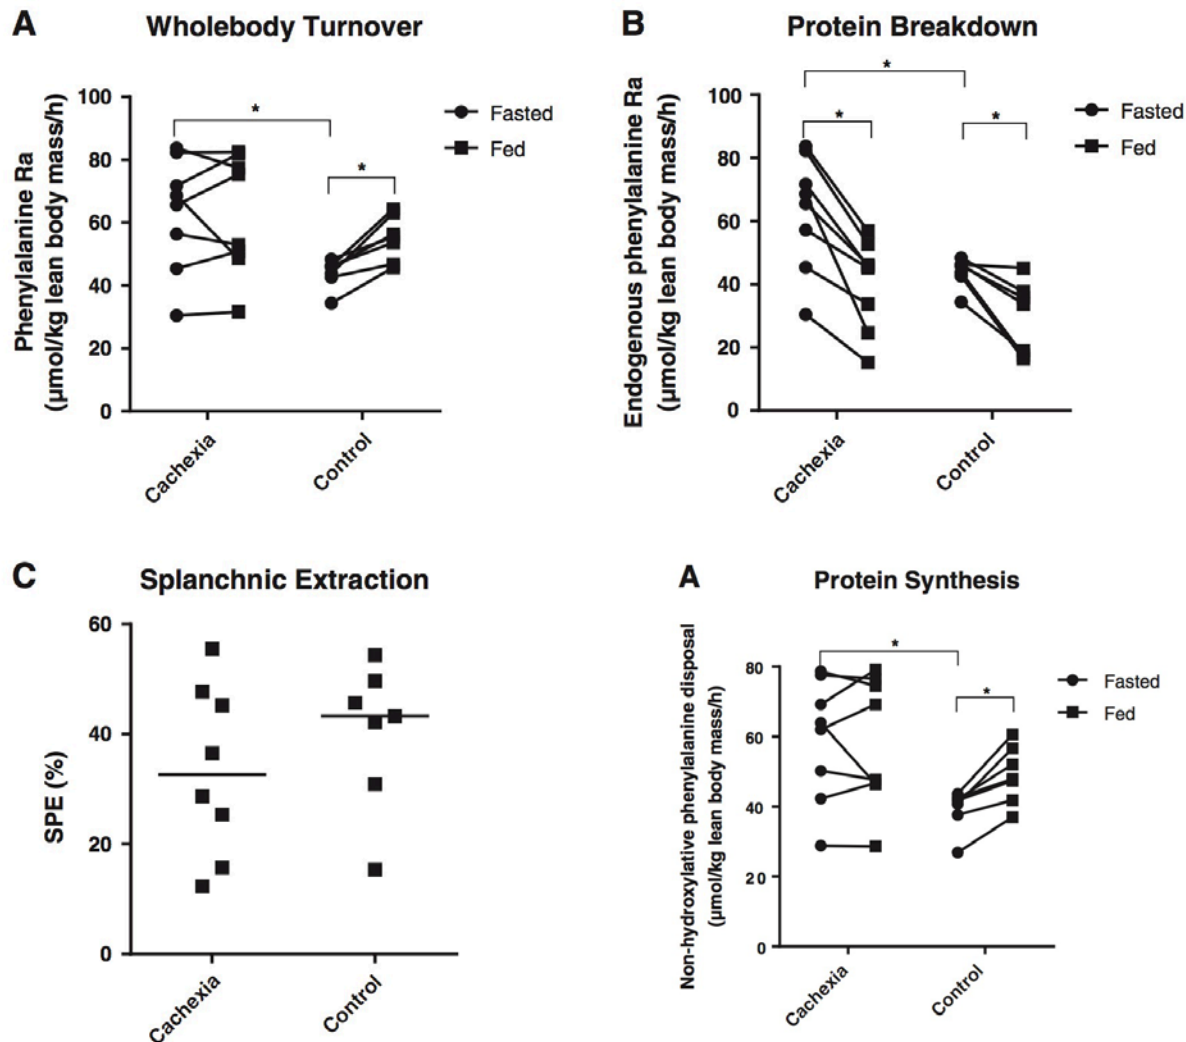 A
Wholebody Turnover
Phenylalanine Ra
(µmol/kg lean body mass/h)
100
80
60
40
20
0
*
*
Fasted
Fed
Cachexia
Control
B
Protein Breakdown
Endogenous phenylalanine Ra
(µmol/kg lean body mass/h)
100
80
60
40
20
0
*
*
*
Fasted
Fed
Cachexia
Control
C
Splanchnic Extraction
SPE (%)
60
40
20
0
Cachexia
Control
A
Protein Synthesis
Non-hydroxylative phenylalanine disposal
(µmol/kg lean body mass/h)
80
60
40
20
0
*
*
Fasted
Fed
Cachexia
Control